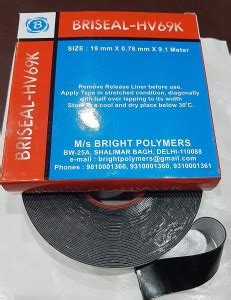 B
BRISEAL-HV69K
BRISEAL-HV69K
SIZE : 19 mm X 0.76 mm X 9.1 Meter
Remove Release Liner before use.
Apply Tape in stretched condition, diagonally
with half over lapping to its width
Store in a cool and dry place below 30°C.
M/s BRIGHT POLYMERS
BW-25A, SHALIMAR BAGH, DELHI-110088
e-mail : brightpolymers@gmail.com
Phones : 9810001360, 9310001360, 9310001361